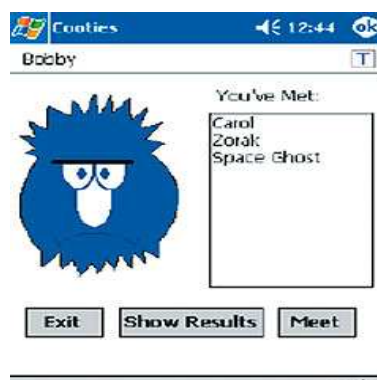 Cooties 12:44 ok
Bobby T
You've Met:
Carol
Zorak
Space Ghost
Exit Show Results Meet